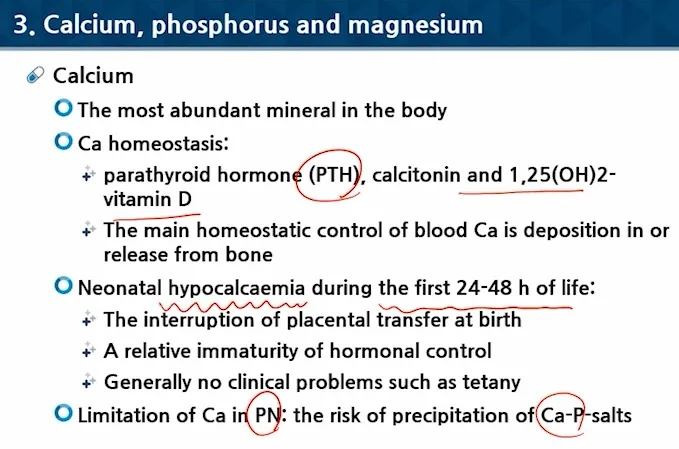 3. Calcium, phosphorus and magnesium
Calcium
The most abundant mineral in the body
Ca homeostasis:
parathyroid hormone (PTH), calcitonin and 1,25(OH)2-
vitamin D
The main homeostatic control of blood Ca is deposition in or
release from bone
Neonatal hypocalcaemia during the first 24-48 h of life:
The interruption of placental transfer at birth
A relative immaturity of hormonal control
Generally no clinical problems such as tetany
Limitation of Ca in PN: the risk of precipitation of Ca-P-salts